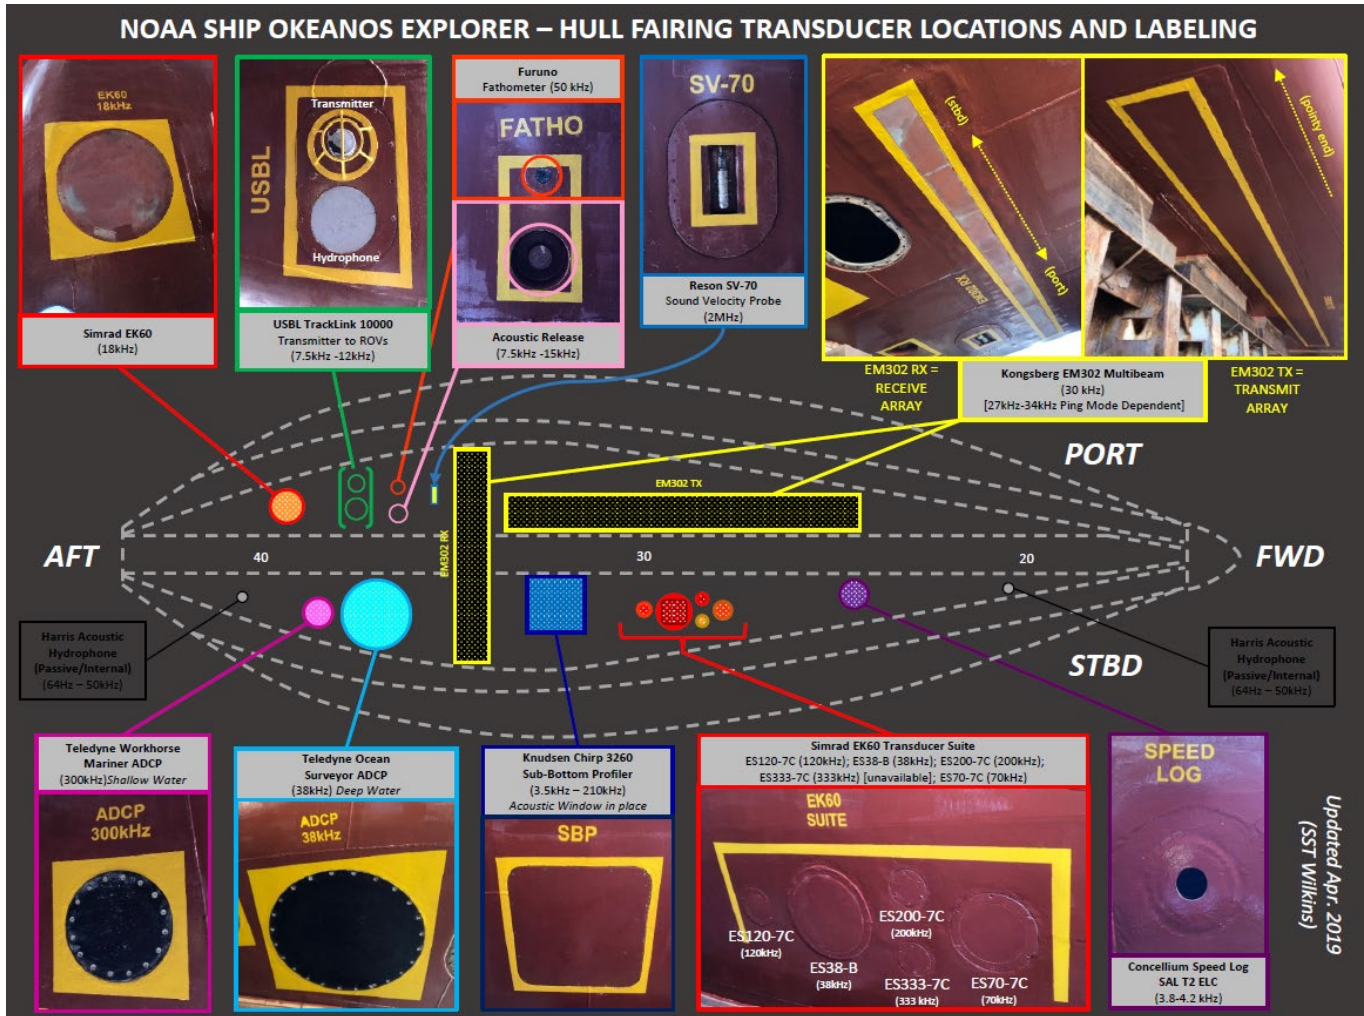 NOAA SHIP OKEANOS EXPLORER – HULL FAIRING TRANSDUCER LOCATIONS AND LABELING
EK60
18kHz
Simrad EK60
(18kHz)
USBL
Transmitter
Hydrophone
USBL TrackLink 10000
Transmitter to ROVs
(7.5kHz -12kHz)
Furuno
Fathometer (50 kHz)
FATHO
Acoustic Release
(7.5kHz -15kHz)
SV-70
Reson SV-70
Sound Velocity Probe
(2MHz)
(stbd)
(port)
EM302 RX
(pointy end)
EM302 RX =
RECEIVE
ARRAY
Kongsberg EM302 Multibeam
(30 kHz)
[27kHz-34kHz Ping Mode Dependent]
EM302 TX =
TRANSMIT
ARRAY
PORT
EM302 TX
EM302 RX
AFT
40
30
20
FWD
STBD
Harris Acoustic
Hydrophone
(Passive/Internal)
(64Hz – 50kHz)
Harris Acoustic
Hydrophone
(Passive/Internal)
(64Hz – 50kHz)
Teledyne Workhorse
Mariner ADCP
(300kHz)Shallow Water
ADCP
300kHz
Teledyne Ocean
Surveyor ADCP
(38kHz) Deep Water
ADCP
38kHz
Knudsen Chirp 3260
Sub-Bottom Profiler
(3.5kHz – 210kHz)
Acoustic Window in place
SBP
Simrad EK60 Transducer Suite
ES120-7C (120kHz); ES38-B (38kHz); ES200-7C (200kHz);
ES333-7C (333kHz) [unavailable]; ES70-7C (70kHz)
EK60
SUITE
ES120-7C
(120kHz)
ES38-B
(38kHz)
ES200-7C
(200kHz)
ES333-7C
(333 kHz)
ES70-7C
(70kHz)
SPEED
LOG
Concellium Speed Log
SAL T2 ELC
(3.8-4.2 kHz)
Updated Apr. 2019
(SST Wilkins)